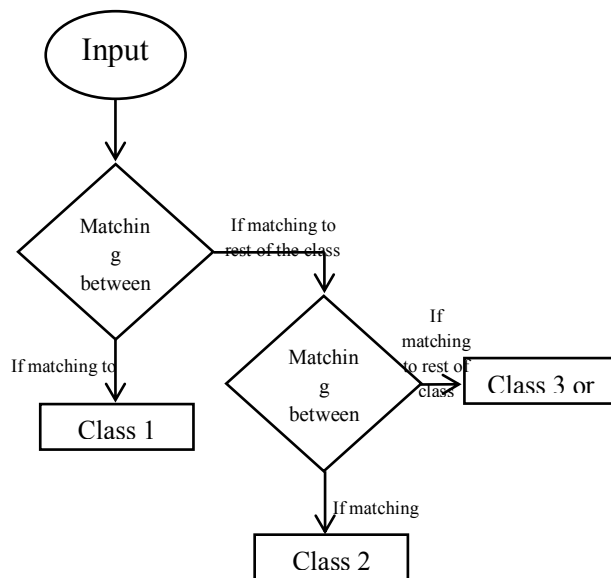 Input
Matchin
g
between
If matching to
rest of the class
If matching to
Class 1
Matchin
g
between
If
matching
to rest of
class
Class 3 or
If matching
Class 2